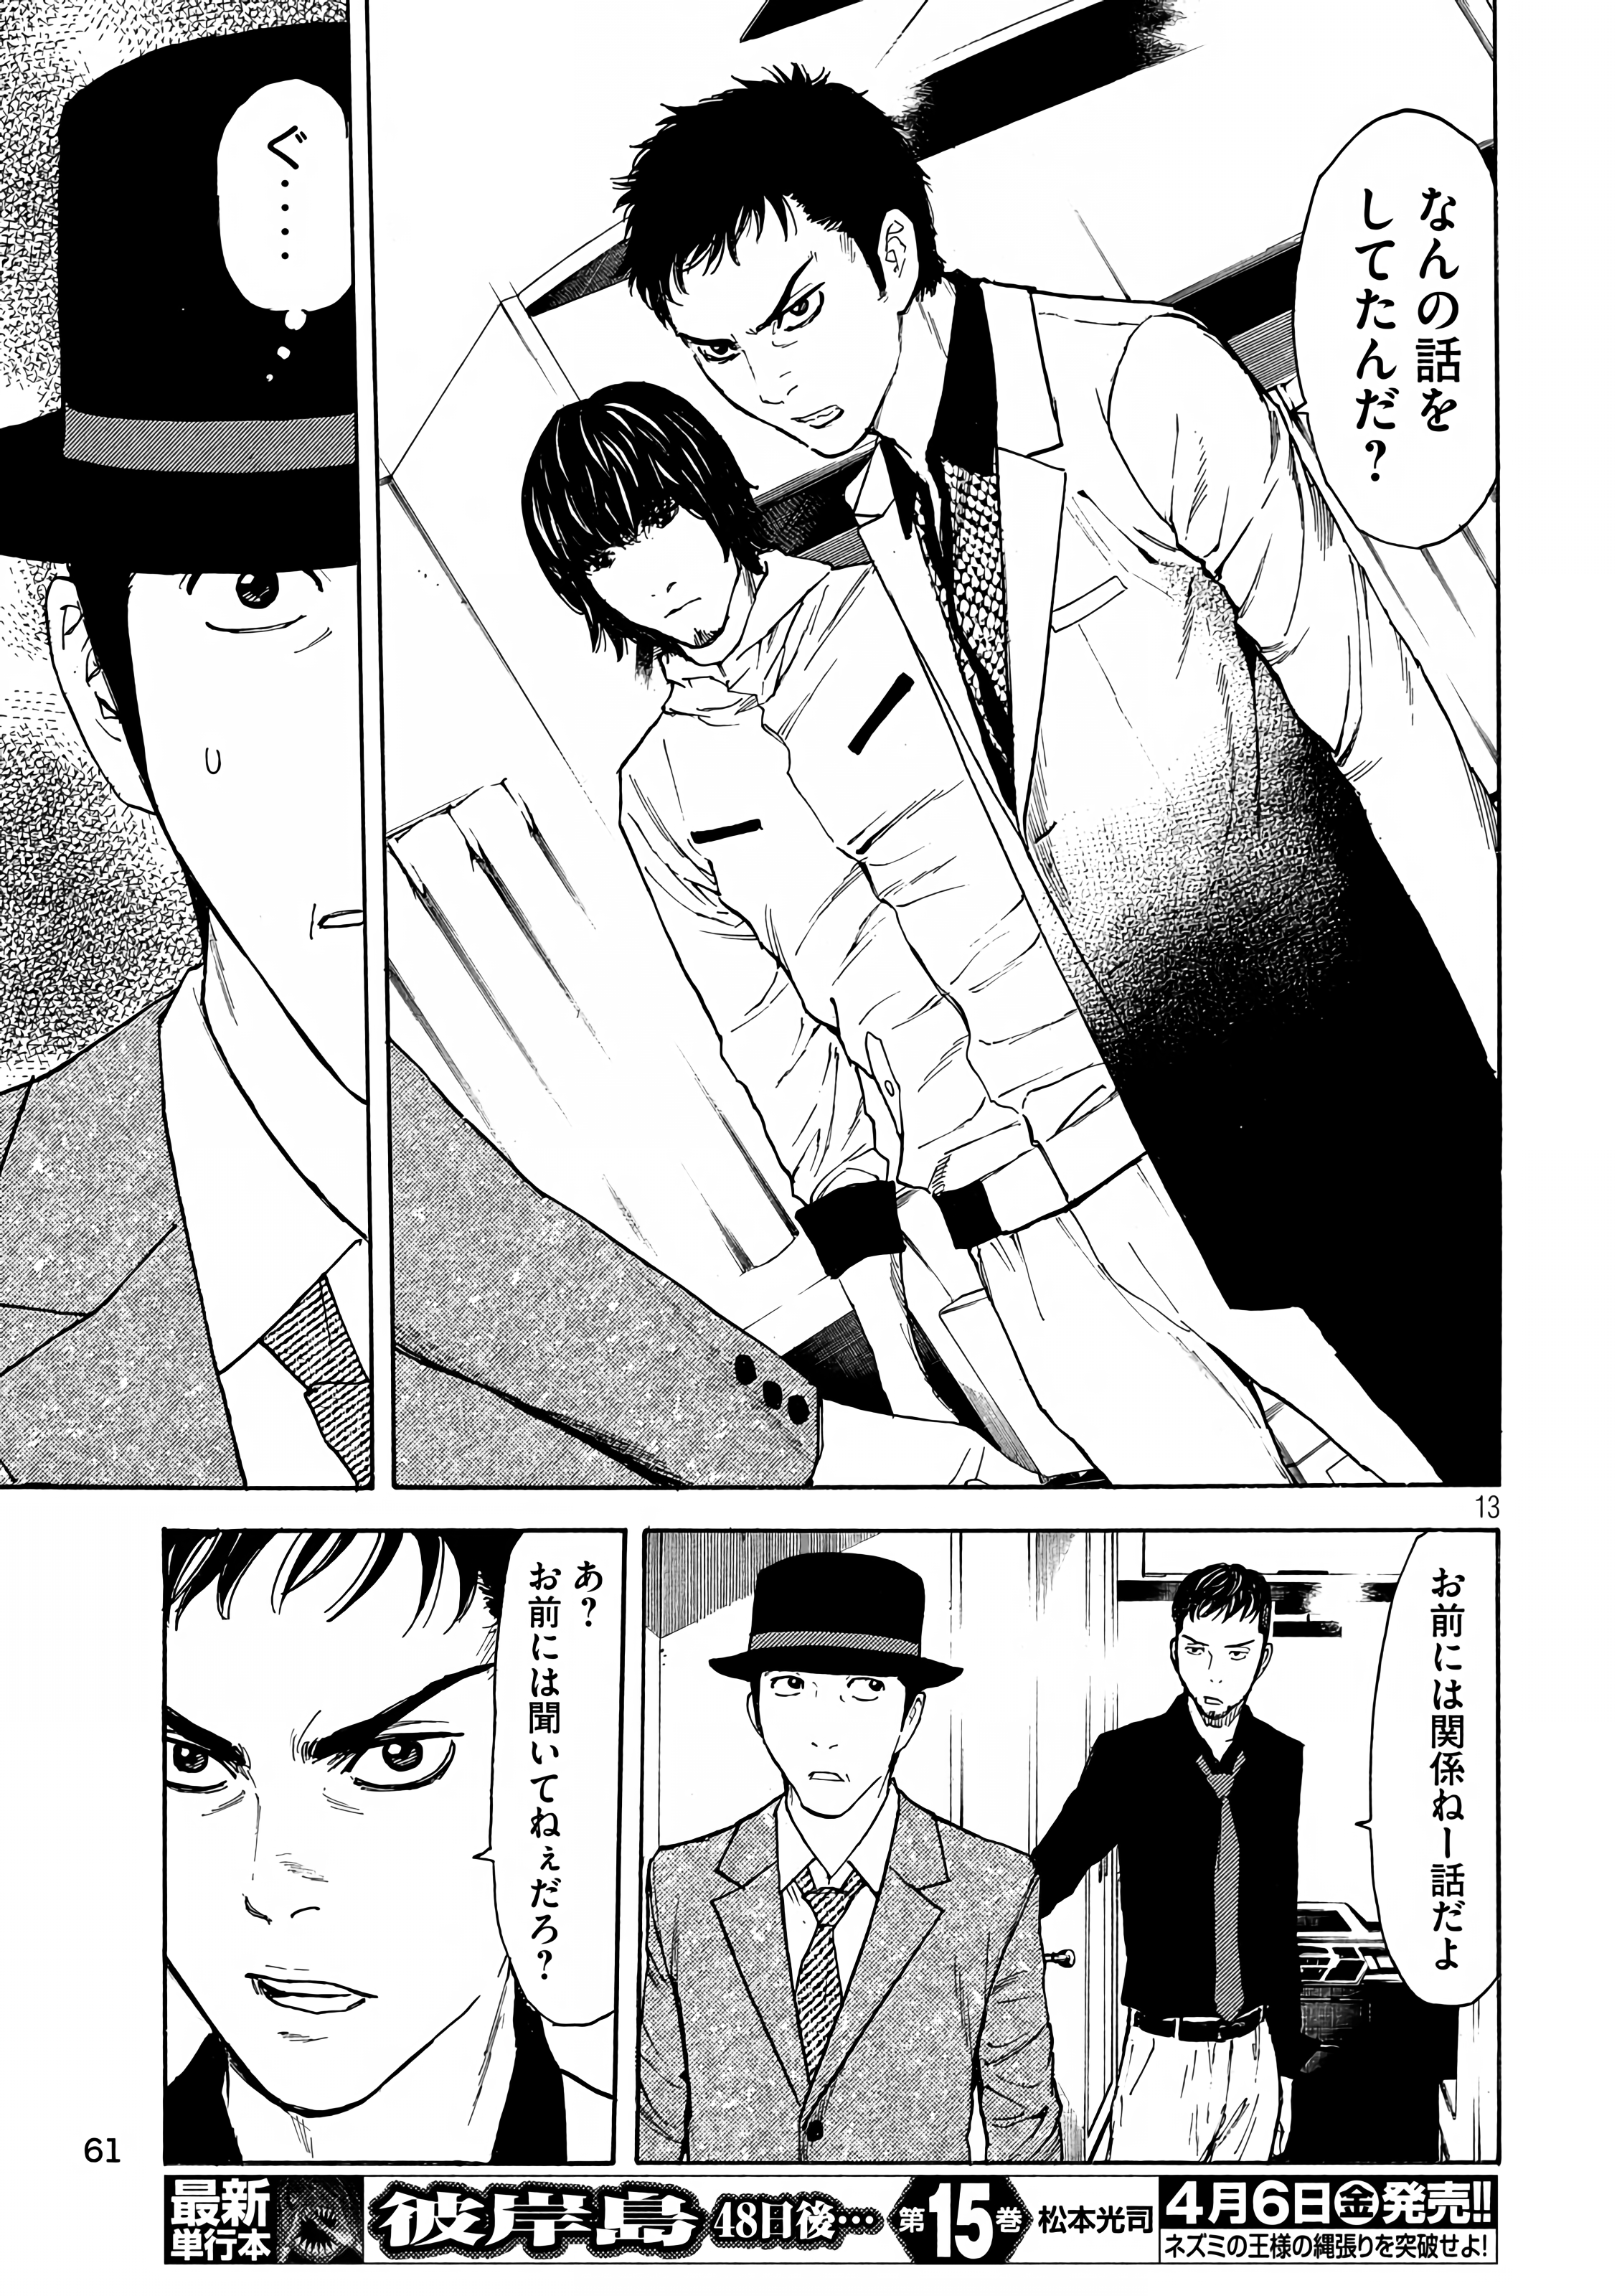 なんの話を
してたんだ?
ぐ‥‥
13
お前には関係ねー話だよ
あ?
お前には聞いてねぇだろ?
61
最新
単行本
彼岸島 48日後… 第15巻 松本光司
4月6日㊎発売!!
ネズミの王様の縄張りを突破せよ!